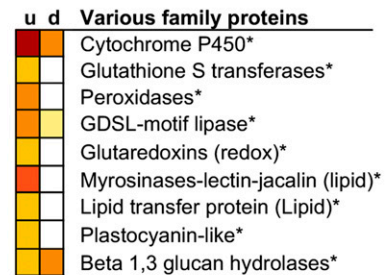 u d Various family proteins
Cytochrome P450*
Glutathione S transferases*
Peroxidases*
GDSL-motif lipase*
Glutaredoxins (redox)*
Myrosinases-lectin-jacalin (lipid)*
Lipid transfer protein (Lipid)*
Plastocyanin-like*
Beta 1,3 glucan hydrolases*